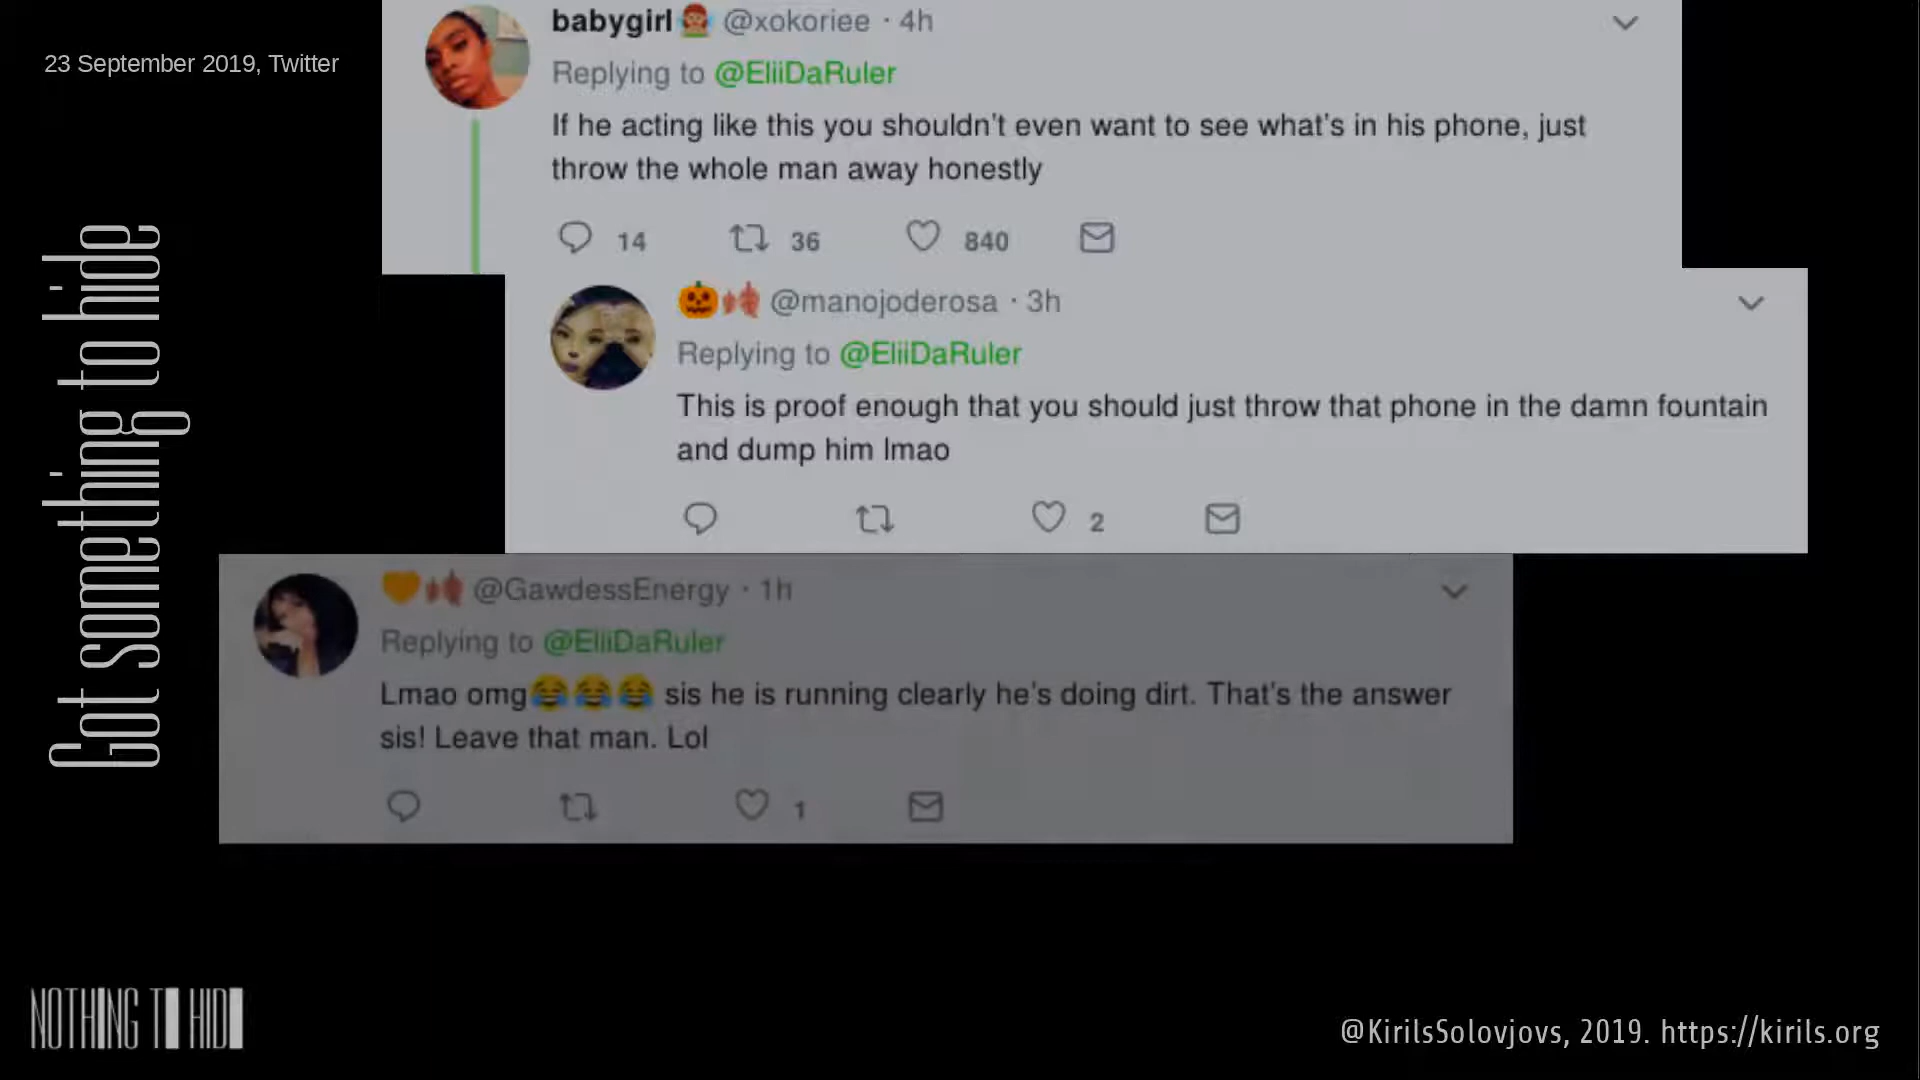 23 September 2019, Twitter
Got something to hide
babygirl @xokoriee · 4h
Replying to @EliiDaRuler
If he acting like this you shouldn't even want to see what's in his phone, just
throw the whole man away honestly
14 36 840
@manojoderosa · 3h
Replying to @EliiDaRuler
This is proof enough that you should just throw that phone in the damn fountain
and dump him lmao
2
@GawdessEnergy · 1h
Replying to @EliiDaRuler
Lmao omg😂😂😂 sis he is running clearly he's doing dirt. That's the answer
sis! Leave that man. Lol
1
NOTHING T█ HID█
@KirilsSolovjovs, 2019. https://kirils.org